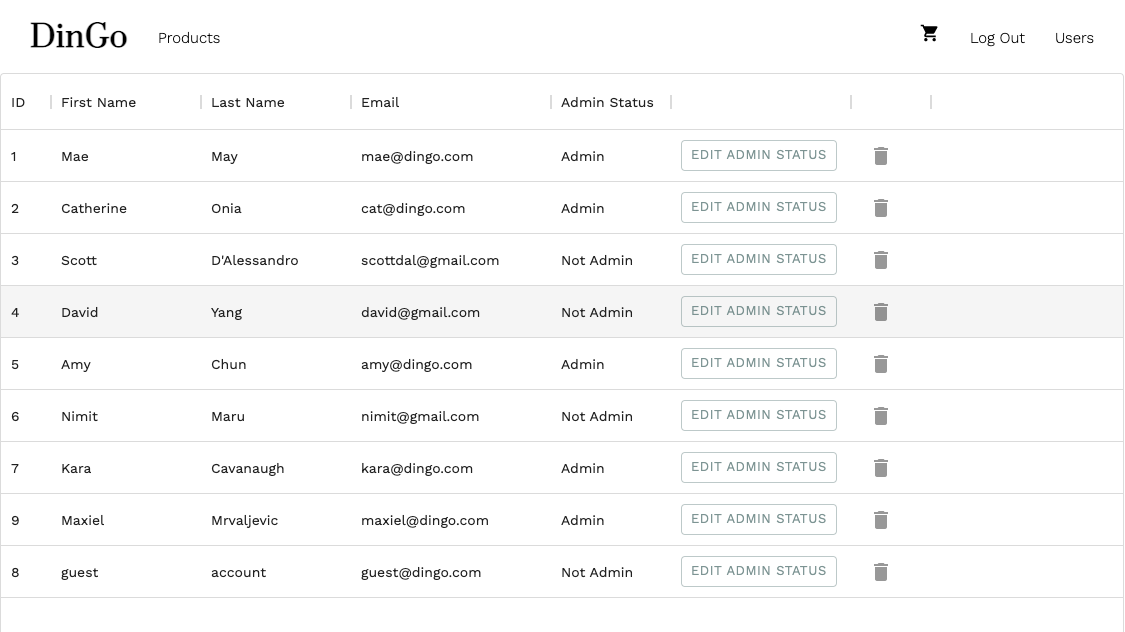 DinGo Products Log Out Users
ID First Name Last Name Email Admin Status
1 Mae May mae@dingo.com Admin EDIT ADMIN STATUS
2 Catherine Onia cat@dingo.com Admin EDIT ADMIN STATUS
3 Scott D'Alessandro scottdal@gmail.com Not Admin EDIT ADMIN STATUS
4 David Yang david@gmail.com Not Admin EDIT ADMIN STATUS
5 Amy Chun amy@dingo.com Admin EDIT ADMIN STATUS
6 Nimit Maru nimit@gmail.com Not Admin EDIT ADMIN STATUS
7 Kara Cavanaugh kara@dingo.com Admin EDIT ADMIN STATUS
9 Maxiel Mrvaljevic maxiel@dingo.com Admin EDIT ADMIN STATUS
8 guest account guest@dingo.com Not Admin EDIT ADMIN STATUS